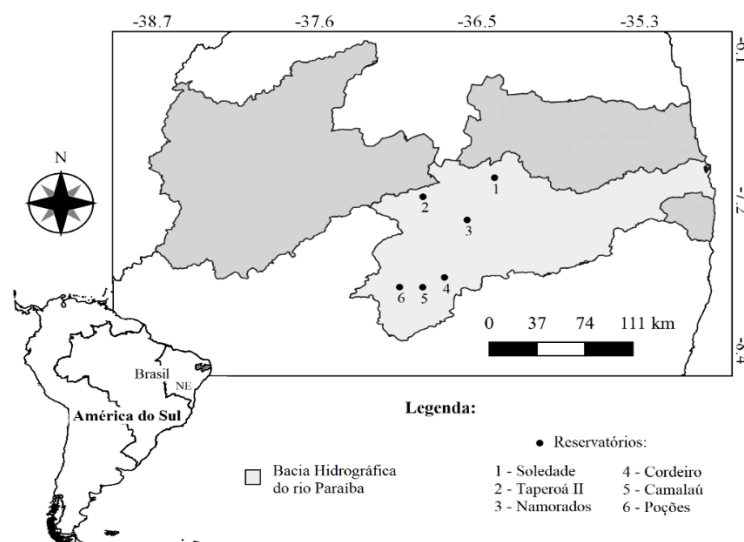 -38.7 -37.6 -36.5 -35.3
-6.1
N
1
2
-7.2
3
4
6 5
0 37 74 111 km
-8.4
Brasil
NE
América do Sul
Legenda:
Reservatórios:
Bacia Hidrográfica
do rio Paraíba
1 - Soledade 4 - Cordeiro
2 - Taperoá II 5 - Camalaú
3 - Namorados 6 - Poções